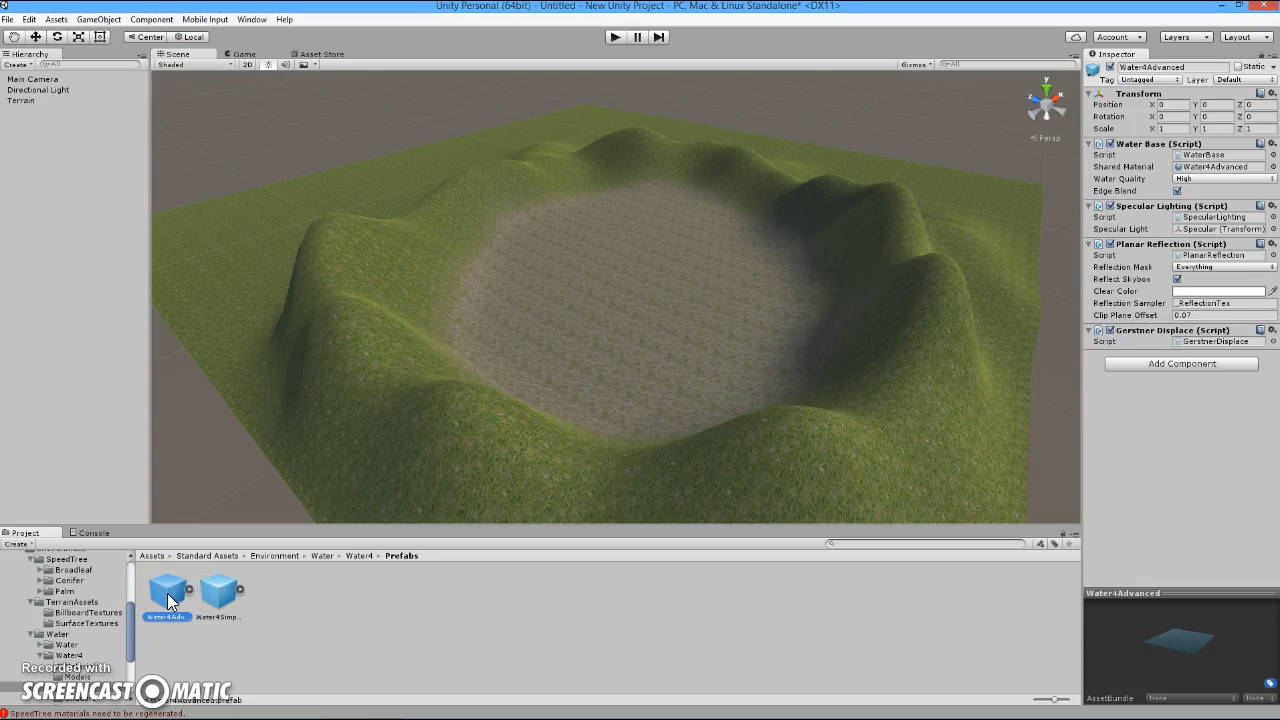 Unity Personal (64bit) - Untitled - New Unity Project - PC, Mac & Linux Standalone* <DX11>
File Edit Assets GameObject Component Mobile Input Window Help
Center Local Account Layers Layout
Hierarchy Scene Game Asset Store Inspector
Create All Shaded 2D Gizmos All
Main Camera
Directional Light
Terrain
y
x
z
Persp
Water4Advanced Static
Tag Untagged Layer Default
Transform
Position X 0 Y 0 Z 0
Rotation X 0 Y 0 Z 0
Scale X 1 Y 1 Z 1
Water Base (Script)
Script WaterBase
Shared Material Water4Advanced
Water Quality High
Edge Blend
Specular Lighting (Script)
Script SpecularLighting
Specular Light Specular (Transform)
Planar Reflection (Script)
Script PlanarReflection
Reflection Mask Everything
Reflect Skybox
Clear Color
Reflection Sampler _ReflectionTex
Clip Plane Offset 0.07
Gerstner Displace (Script)
Script GerstnerDisplace
Add Component
Project Console
Create
SpeedTree
Broadleaf
Conifer
Palm
TerrainAssets
BillboardTextures
SurfaceTextures
Water
Water
Water4
Models
Assets Standard Assets Environment Water Water4 Prefabs
Water4Adv... Water4Simp...
Water4Advanced
AssetBundle None None
Recorded with
SCREENCAST MATIC
SpeedTree materials need to be regenerated.